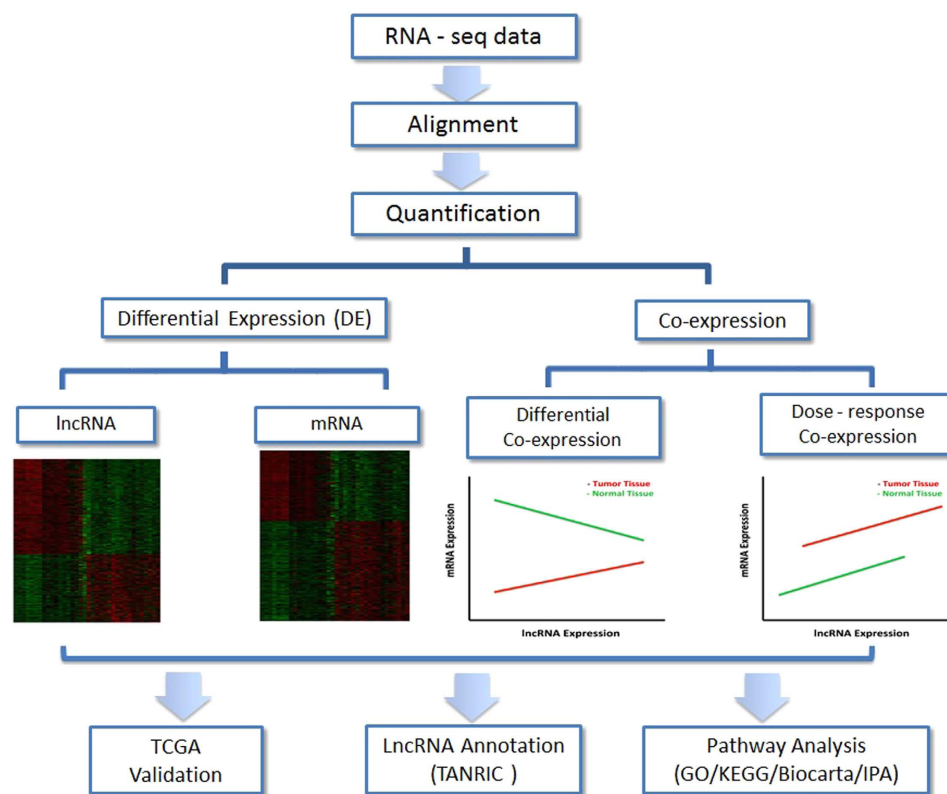 RNA - seq data
Alignment
Quantification
Differential Expression (DE)
Co-expression
lncRNA
mRNA
Differential
Co-expression
Dose - response
Co-expression
- Tumor Tissue
- Normal Tissue
mRNA Expression
lncRNA Expression
- Tumor Tissue
- Normal Tissue
mRNA Expression
lncRNA Expression
TCGA
Validation
LncRNA Annotation
(TANRIC )
Pathway Analysis
(GO/KEGG/Biocarta/IPA)